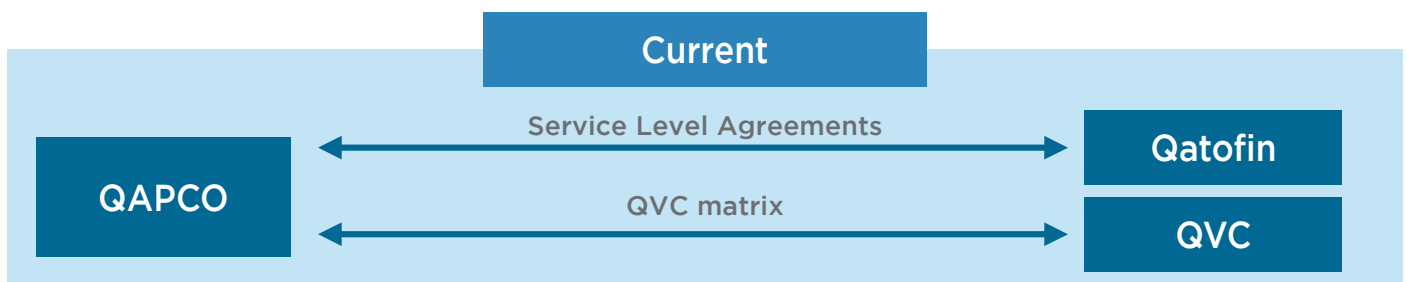 Current
Service Level Agreements
Qatofin
QAPCO
QVC matrix
QVC